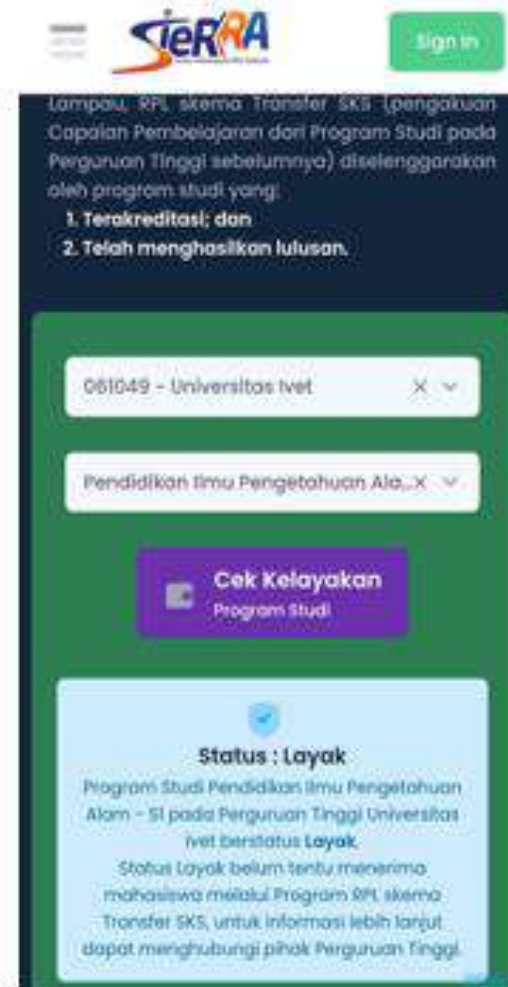 SIERRA
Sign In
Lampau, RPL skema Transfer SKS (pengakuan
Capaian Pembelajaran dari Program Studi pada
Perguruan Tinggi sebelumnya) diselenggarakan
oleh program studi yang:
1. Terakreditasi; dan
2. Telah menghasilkan lulusan.
061049 - Universitas Ivet
Pendidikan Ilmu Pengetahuan Ala...
Cek Kelayakan
Program Studi
Status : Layak
Program Studi Pendidikan Ilmu Pengetahuan
Alam - S1 pada Perguruan Tinggi Universitas
Ivet berstatus Layak.
Status Layak belum tentu menerima
mahasiswa melalui Program RPL skema
Transfer SKS, untuk informasi lebih lanjut
dapat menghubungi pihak Perguruan Tinggi.